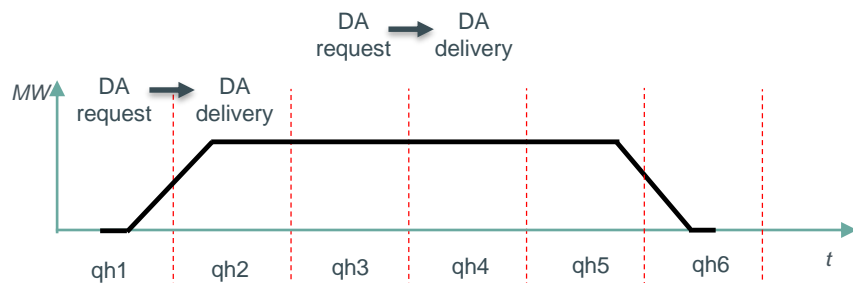 DA DA
request delivery
MW
DA DA
request delivery
qh1 qh2 qh3 qh4 qh5 qh6
t